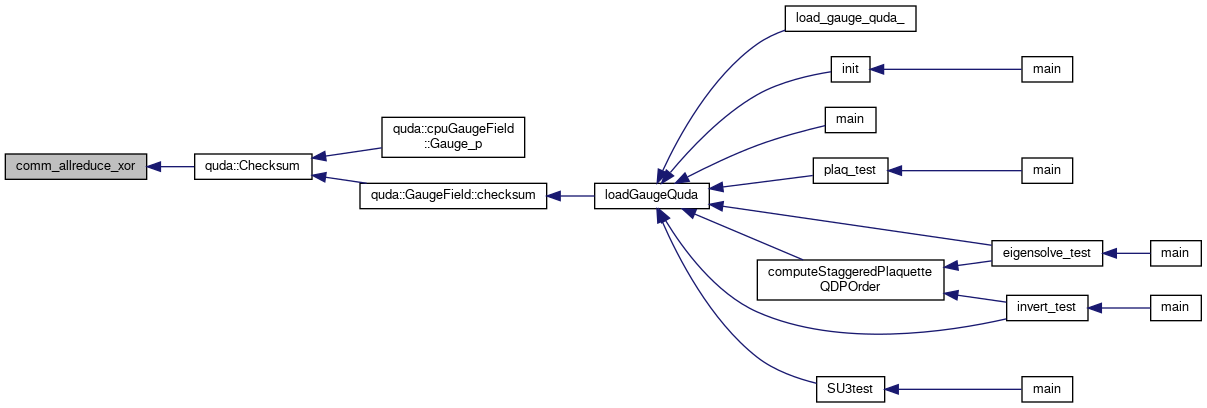 load_gauge_quda_
init
main
main
quda::cpuGaugeField
::Gauge_p
comm_allreduce_xor
quda::Checksum
plaq_test
main
quda::GaugeField::checksum
loadGaugeQuda
eigensolve_test
main
computeStaggeredPlaquette
QDPOrder
invert_test
main
SU3test
main